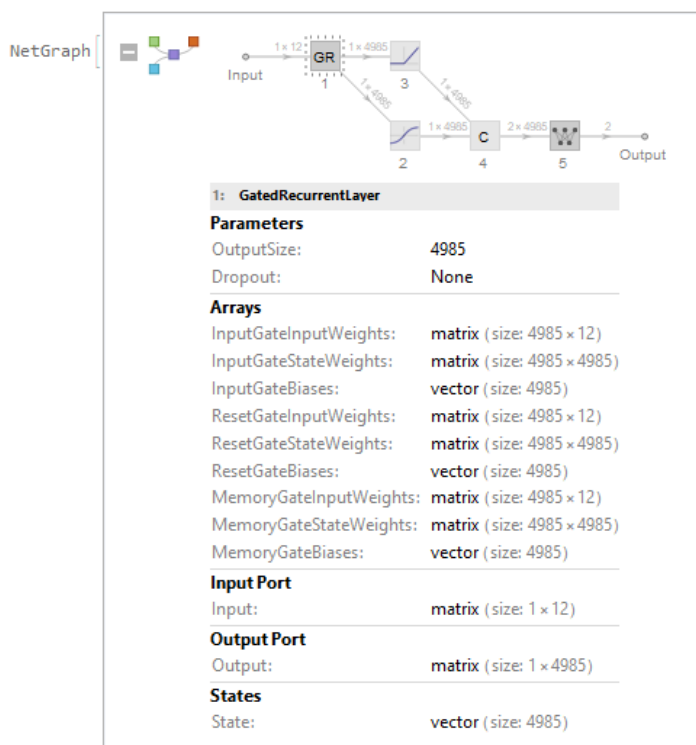 NetGraph
1 × 12
GR
1 × 4985
Input
1
3
1 × 4985
1 × 4985
1 × 4985
C
2 × 4985
2
2
4
5
Output
1: GatedRecurrentLayer
Parameters
OutputSize: 4985
Dropout: None
Arrays
InputGateInputWeights: matrix (size: 4985 × 12)
InputGateStateWeights: matrix (size: 4985 × 4985)
InputGateBiases: vector (size: 4985)
ResetGateInputWeights: matrix (size: 4985 × 12)
ResetGateStateWeights: matrix (size: 4985 × 4985)
ResetGateBiases: vector (size: 4985)
MemoryGateInputWeights: matrix (size: 4985 × 12)
MemoryGateStateWeights: matrix (size: 4985 × 4985)
MemoryGateBiases: vector (size: 4985)
Input Port
Input: matrix (size: 1 × 12)
Output Port
Output: matrix (size: 1 × 4985)
States
State: vector (size: 4985)